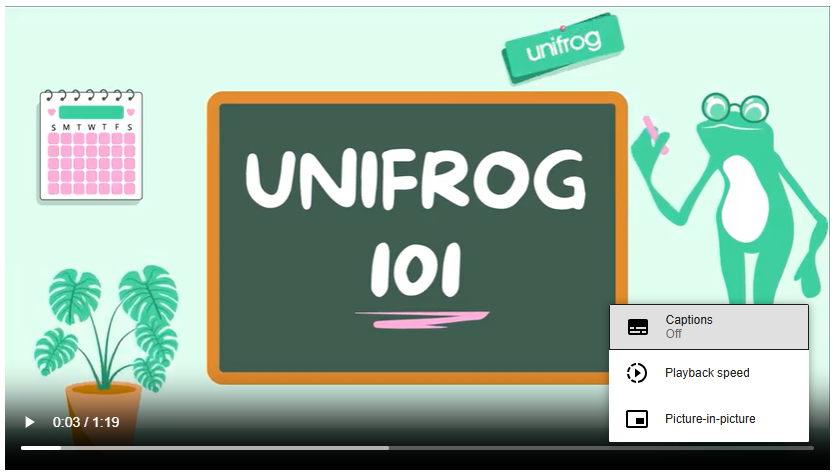 unifrog
S M T W T F S
UNIFROG
101
Captions
Off
Playback speed
Picture-in-picture
0:03 / 1:19